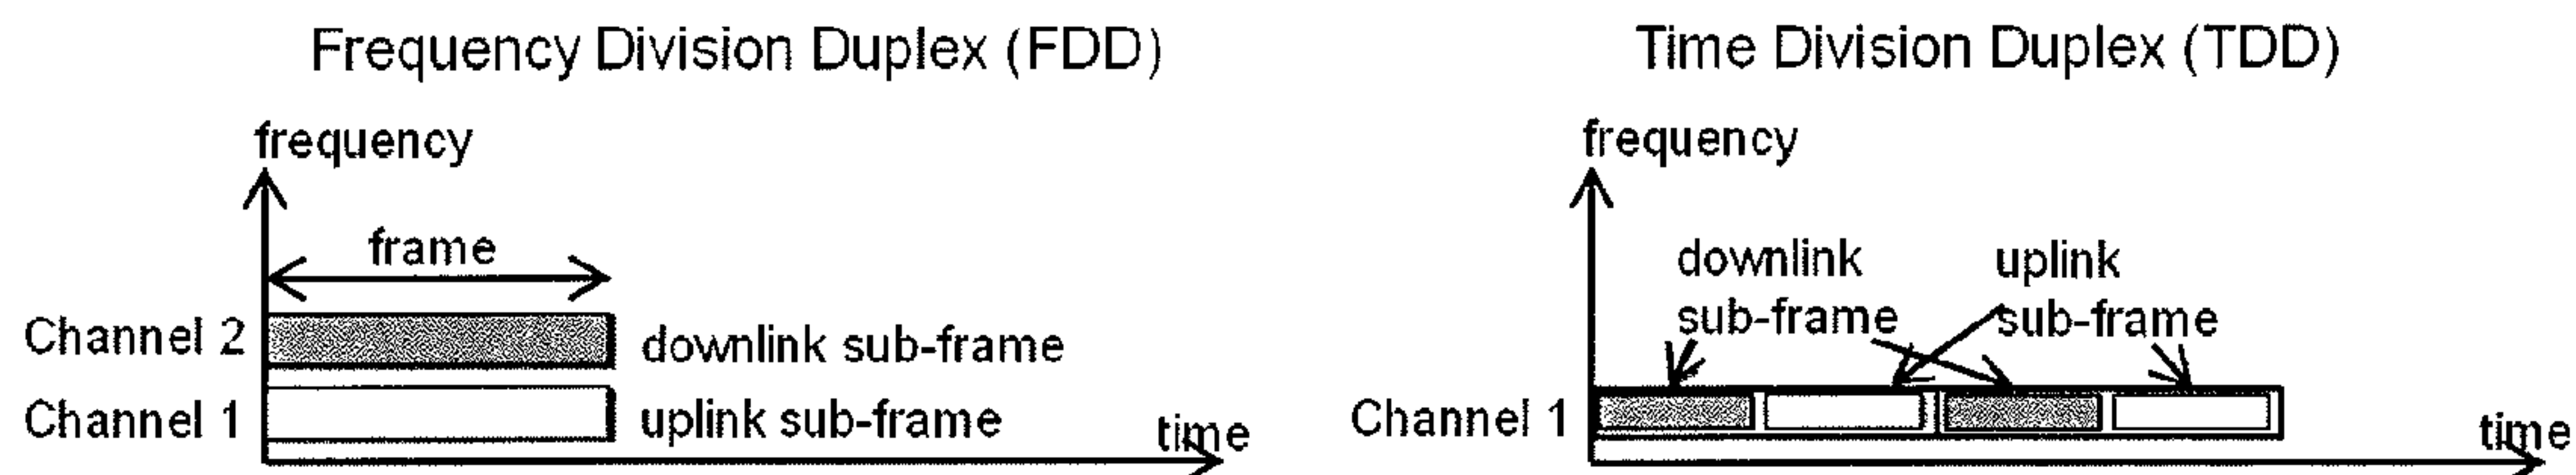 Frequency Division Duplex (FDD)
frequency
frame
Channel 2
downlink sub-frame
Channel 1
uplink sub-frame
time
Time Division Duplex (TDD)
frequency
downlink
sub-frame
uplink
sub-frame
Channel 1
time